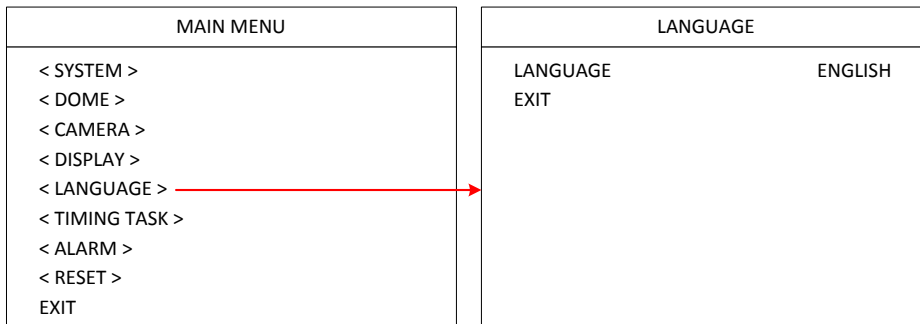 MAIN MENU
< SYSTEM >
< DOME >
< CAMERA >
< DISPLAY >
< LANGUAGE >
< TIMING TASK >
< ALARM >
< RESET >
EXIT
LANGUAGE
LANGUAGE ENGLISH
EXIT